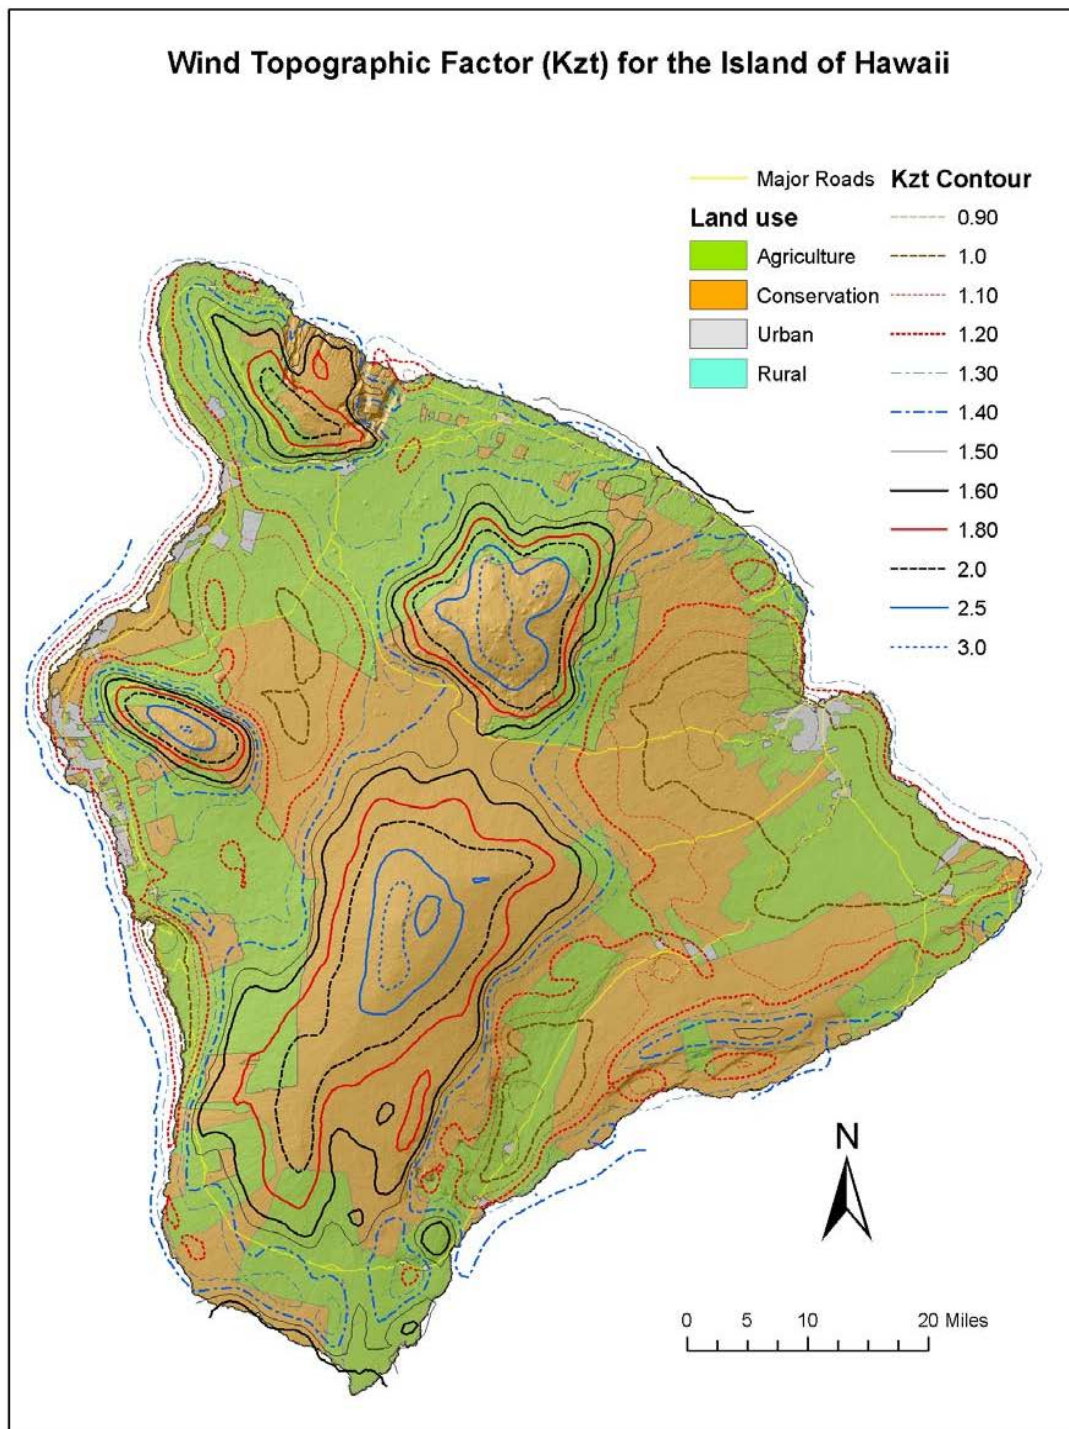 Wind Topographic Factor (Kzt) for the Island of Hawaii
Major Roads
Land use
Agriculture
Conservation
Urban
Rural
Kzt Contour
0.90
1.0
1.10
1.20
1.30
1.40
1.50
1.60
1.80
2.0
2.5
3.0
N
0 5 10 20 Miles